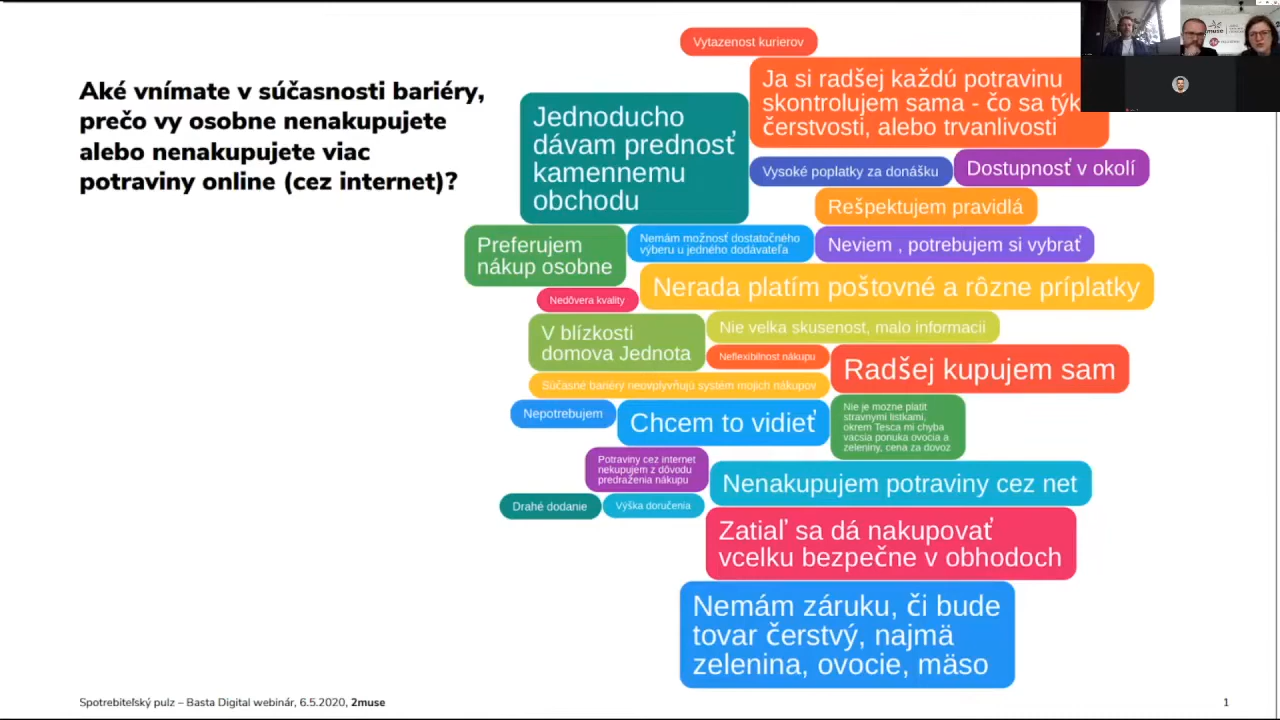 Aké vnímate v súčasnosti bariéry,
prečo vy osobne nenakupujete
alebo nenakupujete viac
potraviny online (cez internet)?
Vytazenost kurierov
Ja si radšej každú potravinu
skontrolujem sama - čo sa týk
čerstvosti, alebo trvanlivosti
Jednoducho
dávam prednosť
kamennemu
obchodu
Vysoké poplatky za donášku
Dostupnosť v okolí
Rešpektujem pravidlá
Preferujem
nákup osobne
Nemám možnosť dostatočného
výberu u jedného dodávateľa
Neviem , potrebujem si vybrať
Nerada platím poštovné a rôzne príplatky
Nedôvera kvality
V blízkosti
domova Jednota
Nie velka skusenost, malo informacii
Neflexibilnost nákupu
Radšej kupujem sam
Súčasné bariéry neovplyvňujú systém mojich nákupov
Nepotrebujem
Chcem to vidieť
Nie je mozne platit
stravnymi listkami,
okrem Tesca mi chyba
vacsia ponuka ovocia a
zeleniny, cena za dovoz
Potraviny cez internet
nekupujem z dôvodu
predraženia nákupu
Nenakupujem potraviny cez net
Drahé dodanie
Výška doručenia
Zatiaľ sa dá nakupovať
vcelku bezpečne v obhodoch
Nemám záruku, či bude
tovar čerstvý, najmä
zelenina, ovocie, mäso
Spotrebiteľský pulz – Basta Digital webinár, 6.5.2020, 2muse
1
2muse